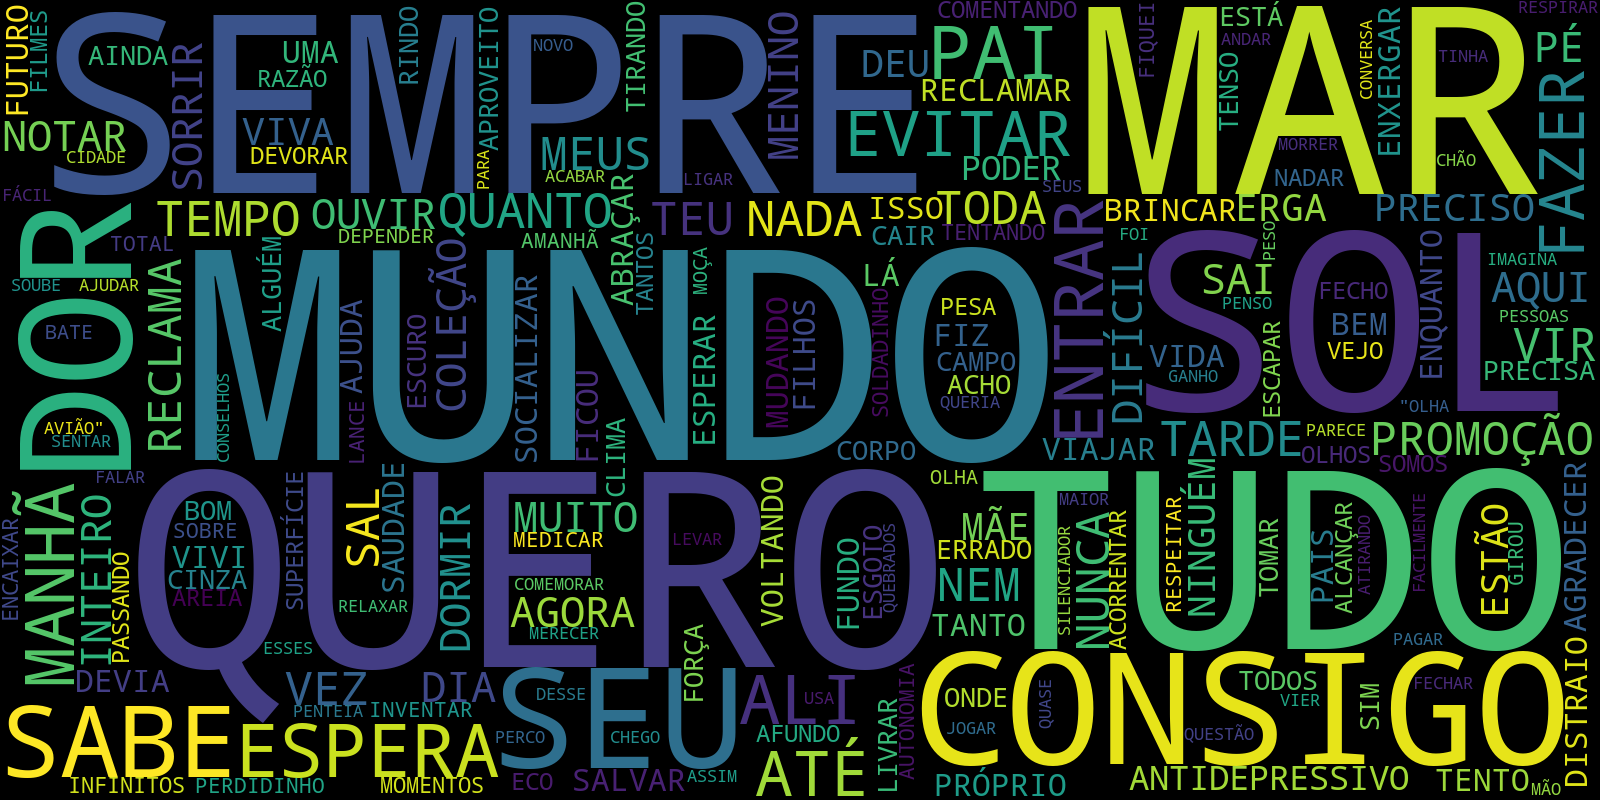 SEMPRE
MAR
MUNDO
SOL
QUERO
TUDO
CONSIGO
SEU
DOR
SABE
ESPERA
ALI
ATÉ
PAI
EVITAR
ENTRAR
FAZER
MANHÃ
FUTURO
FILMES
AINDA
SORRIR
UMA
RAZÃO
RINDO
APROVEITO
NOVO
TIRANDO
MENINO
DEU
COMENTANDO
RECLAMAR
FIQUEI
ESTÁ
ANDAR
TENSO
CONVERSA
ENXERGAR
TINHA
RESPIRAR
PÉ
NOTAR
CIDADE
VIVA
DEVORAR
PARA
MEUS
ACABAR
LIGAR
PODER
SEUS
MORRER
NADAR
CHÃO
FÁCIL
TEMPO
OUVIR
DEPENDER
QUANTO
AMANHÃ
ABRAÇAR
TANTOS
TEU
MOÇA
NADA
ISSO
CAIR
TODA
TENTANDO
LÁ
BRINCAR
FOI
ERGA
PESO
PRECISO
TOTAL
SOUBE
AJUDAR
BATE
RECLAMA
ALGUÉM
CONSELHOS
AJUDA
LANCE
ESCURO
COLEÇÃO
SOCIALIZAR
FICOU
CLIMA
ESPERAR
MUDANDO
FILHOS
SOLDADINHO
PESA
FIZ
CAMPO
ACHO
QUERIA
CORPO
DIFÍCIL
VIAJAR
VIDA
GANHO
SAI
PENSO
ESCAPAR
FECHO
BEM
VEJO
ENQUANTO
"OLHA
IMAGINA
AQUI
PESSOAS
VIR
PRECISA
AVIÃO"
SENTAR
TARDE
PARECE
OLHOS
SOMOS
PROMOÇÃO
FALAR
ENCAIXAR
INTEIRO
PASSANDO
BOM
SOBRE
VIVI
CINZA
AREIA
SUPERFÍCIE
SAL
SAUDADE
RELAXAR
DORMIR
ESSES
MUITO
MEDICAR
COMEMORAR
AGORA
MERECER
LEVAR
FORÇA
VOLTANDO
FUNDO
ESGOTO
QUEBRADOS
OLHA
MÃE
ERRADO
NEM
TANTO
MAIOR
SILENCIADOR
NUNCA
ACORRENTAR
RESPEITAR
NINGUÉM
TOMAR
PAIS
ALCANÇAR
ATIRANDO
FACILMENTE
PAGAR
ESTÃO
GIROU
AGRADECER
DEVIA
VEZ
PENTEIA
INVENTAR
DIA
DESSE
PERCO
CHEGO
USA
AFUNDO
LIVRAR
AUTONOMIA
ONDE
JOGAR
QUASE
TODOS
VIER
QUESTÃO
SIM
FECHAR
DISTRAIO
INFINITOS
PERDIDINHO
MOMENTOS
ECO
SALVAR
ASSIM
PRÓPRIO
ANTIDEPRESSIVO
TENTO
MÃO